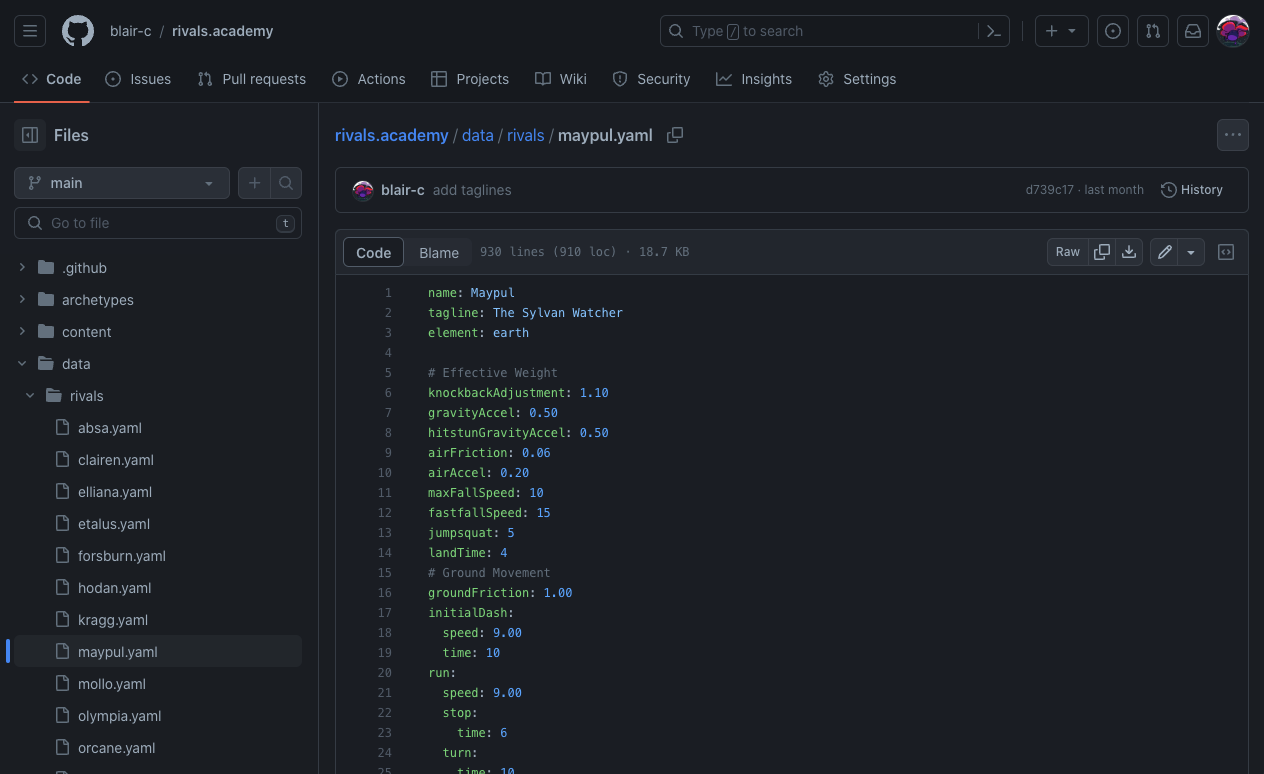 blair-c / rivals.academy
Type / to search
Code Issues Pull requests Actions Projects Wiki Security Insights Settings
Files
main
Go to file t
.github
archetypes
content
data
rivals
absa.yaml
clairen.yaml
elliana.yaml
etalus.yaml
forsburn.yaml
hodan.yaml
kragg.yaml
maypul.yaml
mollo.yaml
olympia.yaml
orcane.yaml
rivals.academy / data / rivals / maypul.yaml
blair-c add taglines d739c17 · last month History
Code Blame 930 lines (910 loc) · 18.7 KB Raw
1 name: Maypul
2 tagline: The Sylvan Watcher
3 element: earth
4
5 # Effective Weight
6 knockbackAdjustment: 1.10
7 gravityAccel: 0.50
8 hitstunGravityAccel: 0.50
9 airFriction: 0.06
10 airAccel: 0.20
11 maxFallSpeed: 10
12 fastfallSpeed: 15
13 jumpsquat: 5
14 landTime: 4
15 # Ground Movement
16 groundFriction: 1.00
17 initialDash:
18 speed: 9.00
19 time: 10
20 run:
21 speed: 9.00
22 stop:
23 time: 6
24 turn:
25 time: 10